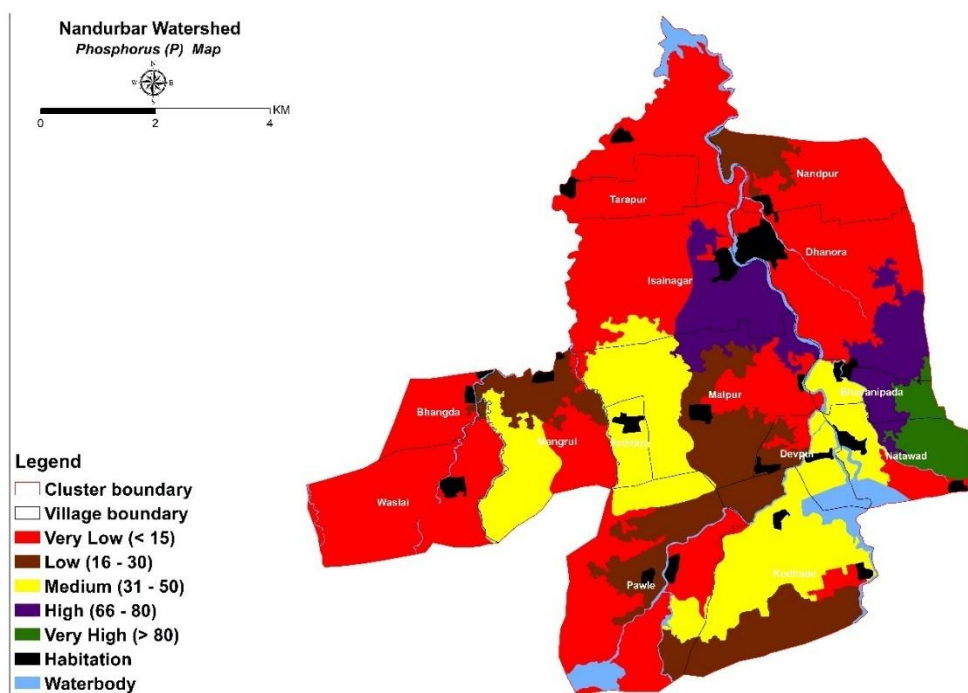 Nandurbar Watershed
Phosphorus (P) Map
N
W E
S
KM
0 2 4
Nandpur
Tarapur
Dhanora
Isainagar
Bhangda
Malpur
Bhavanipada
Mangrul
Devpur
Natawad
Waslai
Pawle
Legend
Cluster boundary
Village boundary
Very Low (< 15)
Low (16 - 30)
Medium (31 - 50)
High (66 - 80)
Very High (> 80)
Habitation
Waterbody